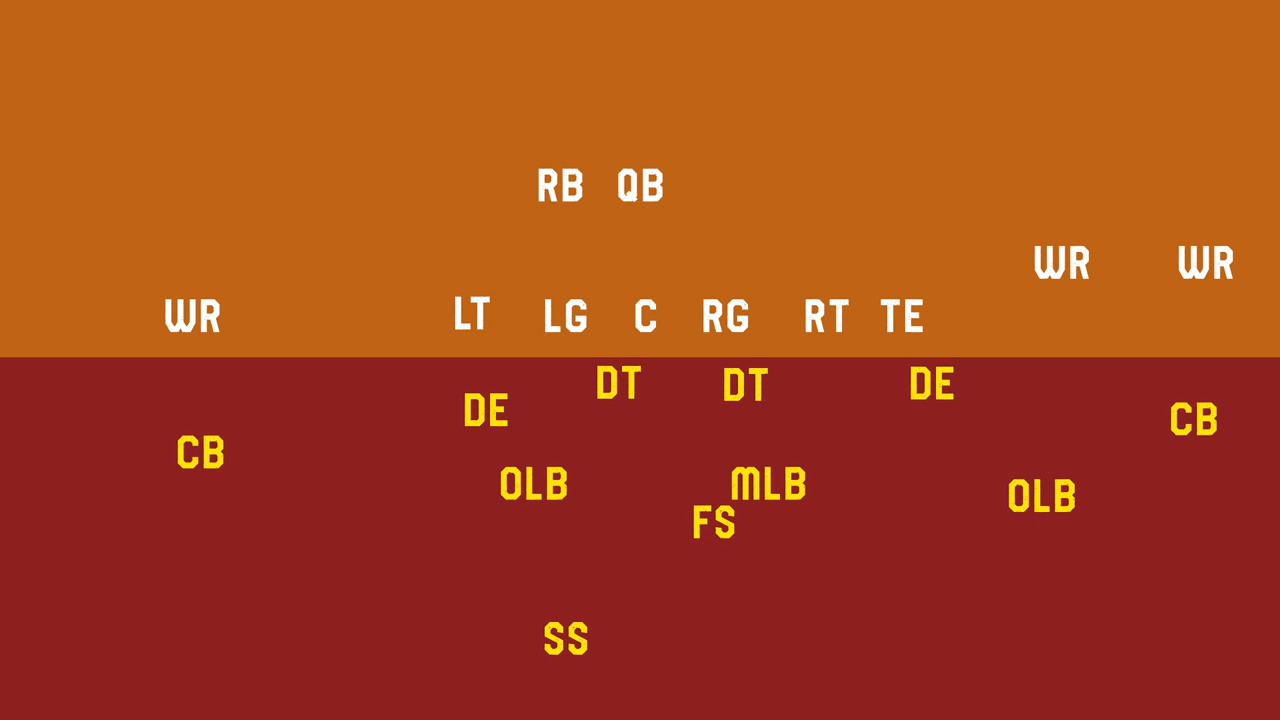 RB QB
WR WR
WR LT LG C RG RT TE
DT DT DE
DE
CB
CB
OLB MLB OLB
FS
SS